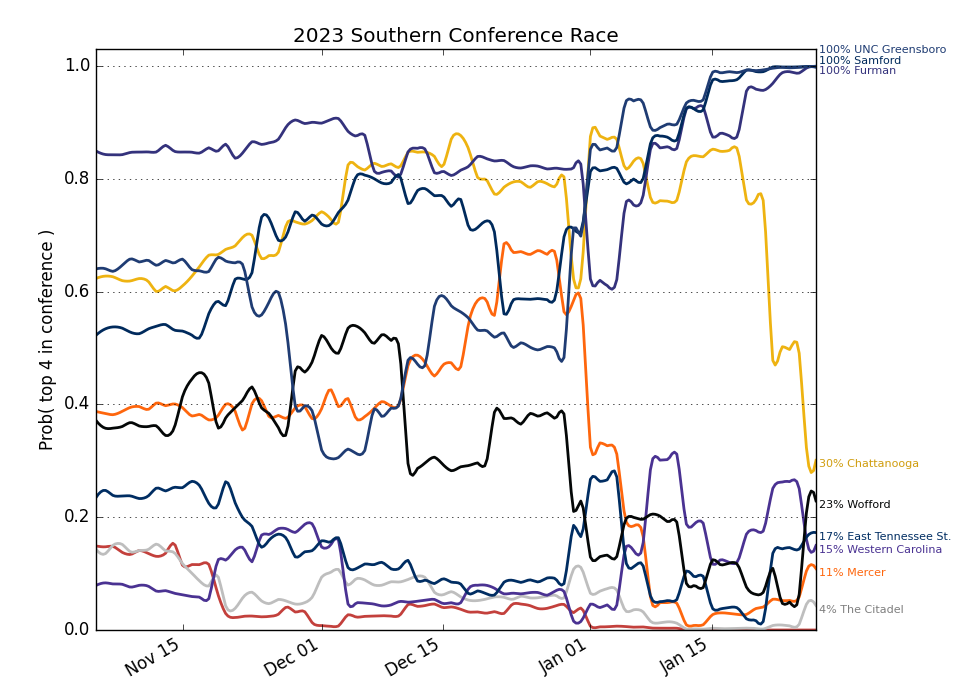 2023 Southern Conference Race
100% UNC Greensboro
100% Samford
100% Furman
1.0
0.8
0.6
0.4
0.2
0.0
Prob( top 4 in conference )
30% Chattanooga
23% Wofford
17% East Tennessee St.
15% Western Carolina
11% Mercer
4% The Citadel
Nov 15
Dec 01
Dec 15
Jan 01
Jan 15